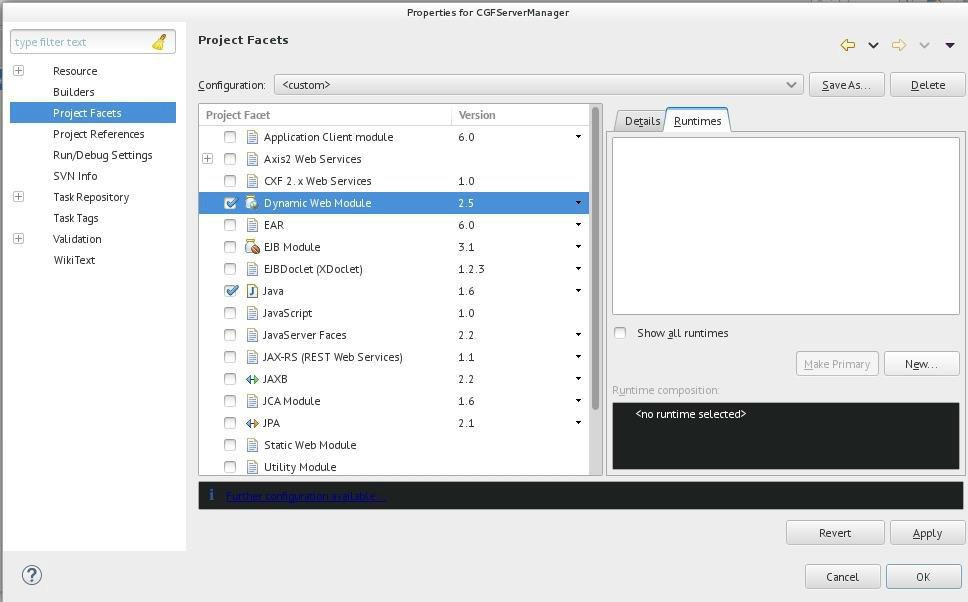 Properties for CGFServerManager
type filter text
Resource
Builders
Project Facets
Project References
Run/Debug Settings
SVN Info
Task Repository
Task Tags
Validation
WikiText
Project Facets
Configuration: <custom> Save As... Delete
Project Facet Version
Application Client module 6.0
Axis2 Web Services
CXF 2. x Web Services 1.0
Dynamic Web Module 2.5
EAR 6.0
EJB Module 3.1
EJBDoclet (XDoclet) 1.2.3
Java 1.6
JavaScript 1.0
JavaServer Faces 2.2
JAX-RS (REST Web Services) 1.1
JAXB 2.2
JCA Module 1.6
JPA 2.1
Static Web Module
Utility Module
Details Runtimes
Show all runtimes
Make Primary New...
Runtime composition:
<no runtime selected>
i Further configuration available...
Revert Apply
? Cancel OK